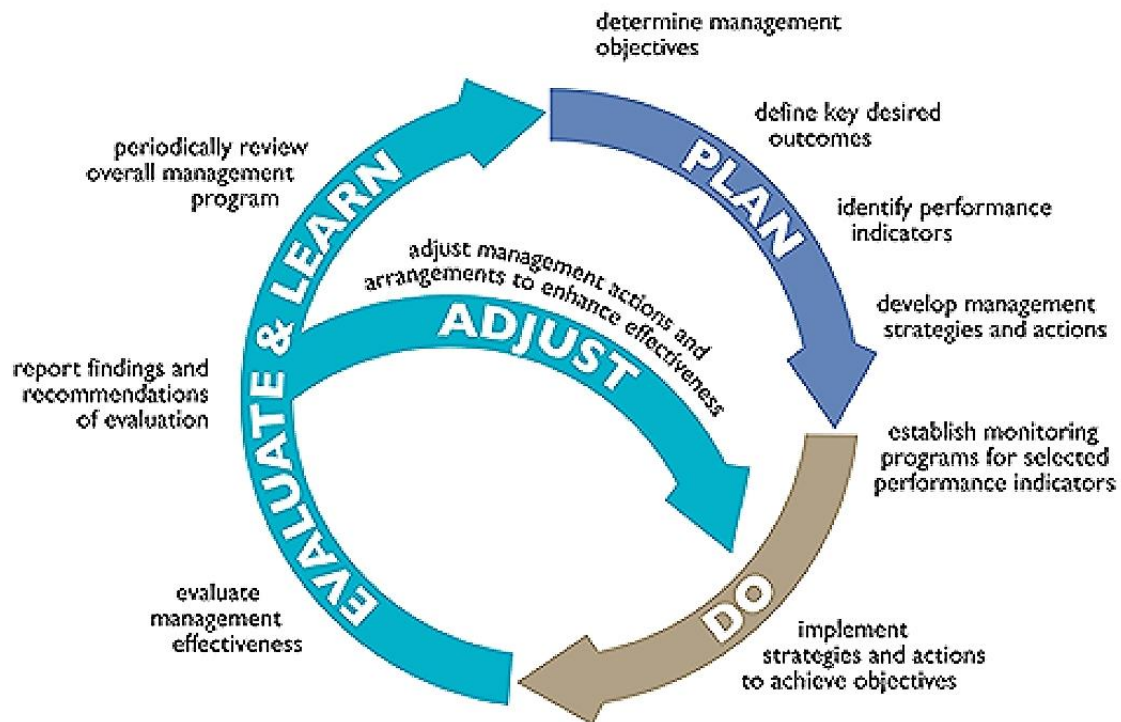 determine management
objectives
define key desired
outcomes
PLAN
identify performance
indicators
develop management
strategies and actions
establish monitoring
programs for selected
performance indicators
DO
implement
strategies and actions
to achieve objectives
evaluate
management
effectiveness
EVALUATE & LEARN
report findings and
recommendations
of evaluation
periodically review
overall management
program
adjust management actions and
arrangements to enhance effectiveness
ADJUST